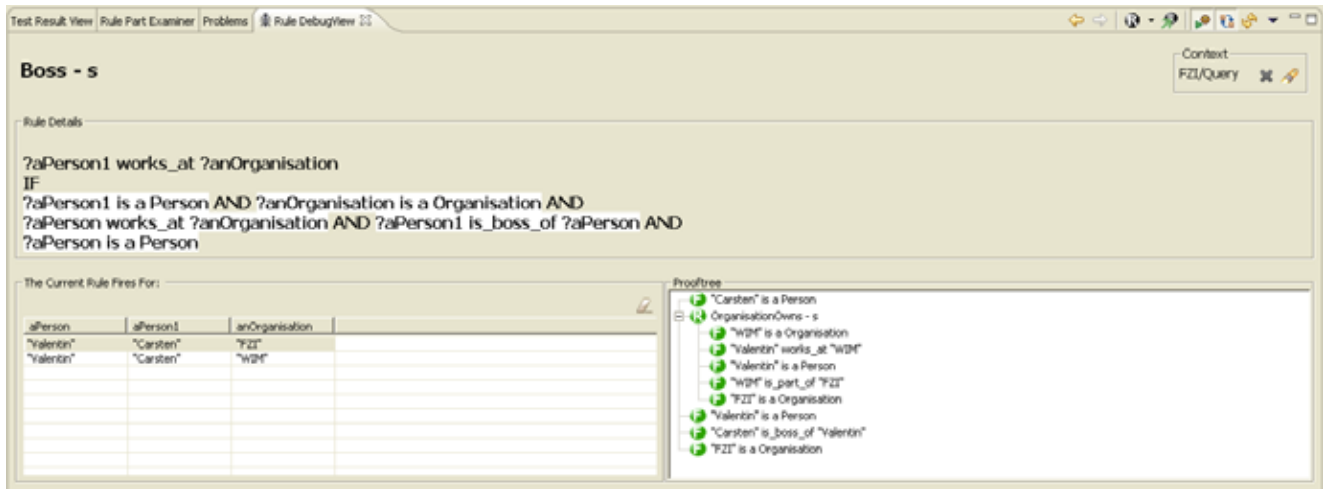 Test Result View Rule Part Examiner Problems Rule DebugView
Boss - s
Context
FZI/Query
Rule Details
?aPerson1 works_at ?anOrganisation
IF
?aPerson1 is a Person AND ?anOrganisation is a Organisation AND
?aPerson works_at ?anOrganisation AND ?aPerson1 is_boss_of ?aPerson AND
?aPerson is a Person
The Current Rule Fires For:
aPerson aPerson1 anOrganisation
"Valentin" "Carsten" "FZI"
"Valentin" "Carsten" "WIM"
Prooftree
F "Carsten" is a Person
R OrganisationOwns - s
F "WIM" is a Organisation
F "Valentin" works_at "WIM"
F "Valentin" is a Person
F "WIM" is_part_of "FZI"
F "FZI" is a Organisation
F "Valentin" is a Person
F "Carsten" is_boss_of "Valentin"
F "FZI" is a Organisation